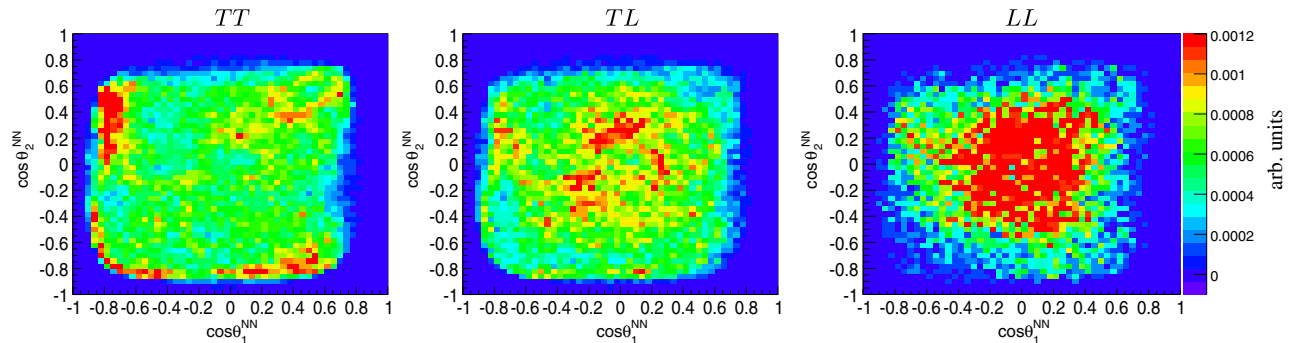 TT TL LL
1 1 1 0.0012
0.8 0.8 0.8
0.6 0.6 0.6 0.001
0.4 0.4 0.4 0.0008
0.2 0.2 0.2
cos θ₂ᴺᴺ 0 cos θ₂ᴺᴺ 0 cos θ₂ᴺᴺ 0 0.0006 arb. units
-0.2 -0.2 -0.2
-0.4 -0.4 -0.4 0.0004
-0.6 -0.6 -0.6 0.0002
-0.8 -0.8 -0.8 0
-1 -1 -1
-1 -0.8 -0.6 -0.4 -0.2 0 0.2 0.4 0.6 0.8 1 -1 -0.8 -0.6 -0.4 -0.2 0 0.2 0.4 0.6 0.8 1 -1 -0.8 -0.6 -0.4 -0.2 0 0.2 0.4 0.6 0.8 1
cosθ₁ᴺᴺ cosθ₁ᴺᴺ cosθ₁ᴺᴺ